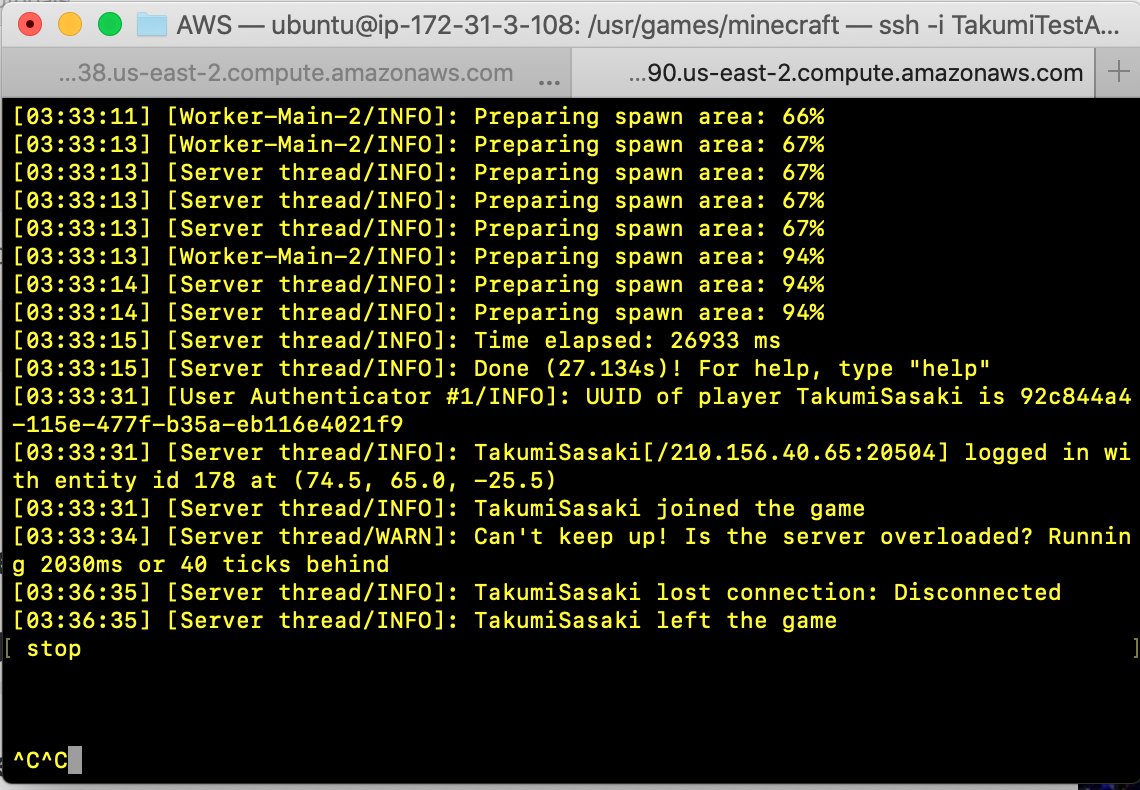 AWS — ubuntu@ip-172-31-3-108: /usr/games/minecraft — ssh -i TakumiTestA...
...38.us-east-2.compute.amazonaws.com ...
...90.us-east-2.compute.amazonaws.com +
[03:33:11] [Worker-Main-2/INFO]: Preparing spawn area: 66%
[03:33:13] [Worker-Main-2/INFO]: Preparing spawn area: 67%
[03:33:13] [Server thread/INFO]: Preparing spawn area: 67%
[03:33:13] [Server thread/INFO]: Preparing spawn area: 67%
[03:33:13] [Server thread/INFO]: Preparing spawn area: 67%
[03:33:13] [Worker-Main-2/INFO]: Preparing spawn area: 94%
[03:33:14] [Server thread/INFO]: Preparing spawn area: 94%
[03:33:14] [Server thread/INFO]: Preparing spawn area: 94%
[03:33:15] [Server thread/INFO]: Time elapsed: 26933 ms
[03:33:15] [Server thread/INFO]: Done (27.134s)! For help, type "help"
[03:33:31] [User Authenticator #1/INFO]: UUID of player TakumiSasaki is 92c844a4
-115e-477f-b35a-eb116e4021f9
[03:33:31] [Server thread/INFO]: TakumiSasaki[/210.156.40.65:20504] logged in wi
th entity id 178 at (74.5, 65.0, -25.5)
[03:33:31] [Server thread/INFO]: TakumiSasaki joined the game
[03:33:34] [Server thread/WARN]: Can't keep up! Is the server overloaded? Runnin
g 2030ms or 40 ticks behind
[03:36:35] [Server thread/INFO]: TakumiSasaki lost connection: Disconnected
[03:36:35] [Server thread/INFO]: TakumiSasaki left the game
[ stop ]
^C^C